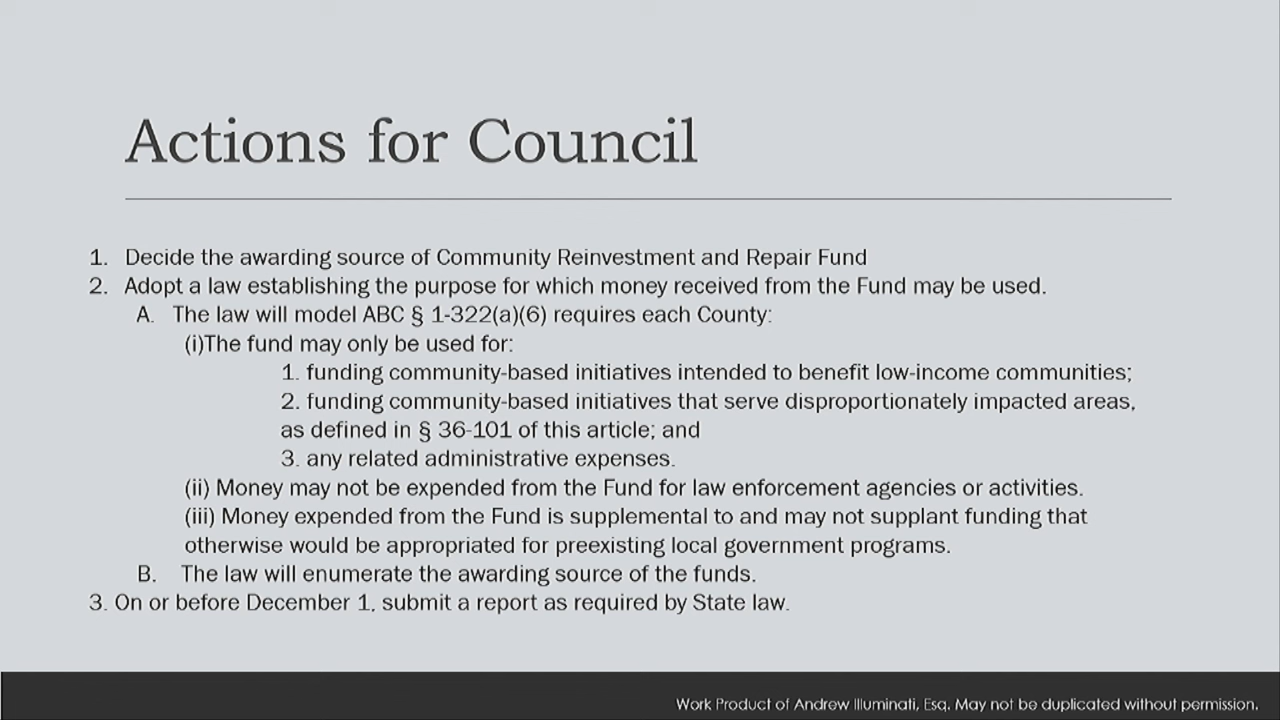 Actions for Council
1. Decide the awarding source of Community Reinvestment and Repair Fund
2. Adopt a law establishing the purpose for which money received from the Fund may be used.
A. The law will model ABC § 1-322(a)(6) requires each County:
(i)The fund may only be used for:
1. funding community-based initiatives intended to benefit low-income communities;
2. funding community-based initiatives that serve disproportionately impacted areas,
as defined in § 36-101 of this article; and
3. any related administrative expenses.
(ii) Money may not be expended from the Fund for law enforcement agencies or activities.
(iii) Money expended from the Fund is supplemental to and may not supplant funding that
otherwise would be appropriated for preexisting local government programs.
B. The law will enumerate the awarding source of the funds.
3. On or before December 1, submit a report as required by State law.
Work Product of Andrew Illuminati, Esq. May not be duplicated without permission.